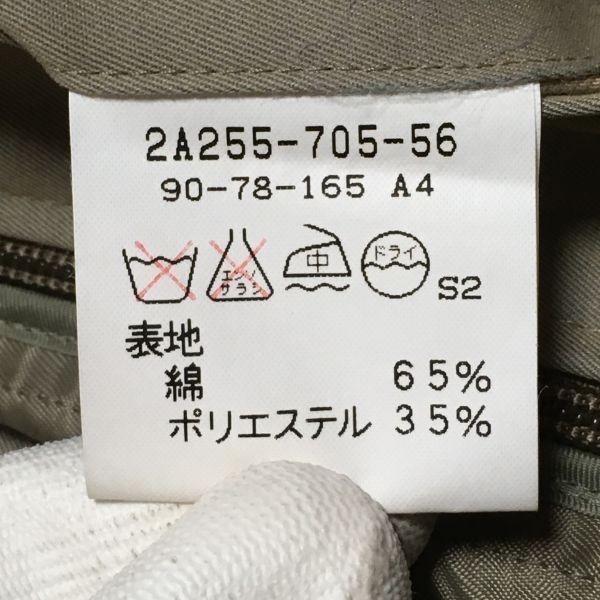 2A255-705-56
90-78-165 A4
エンソ
サラシ
中
ドライ
S2
表地
綿 65%
ポリエステル 35%